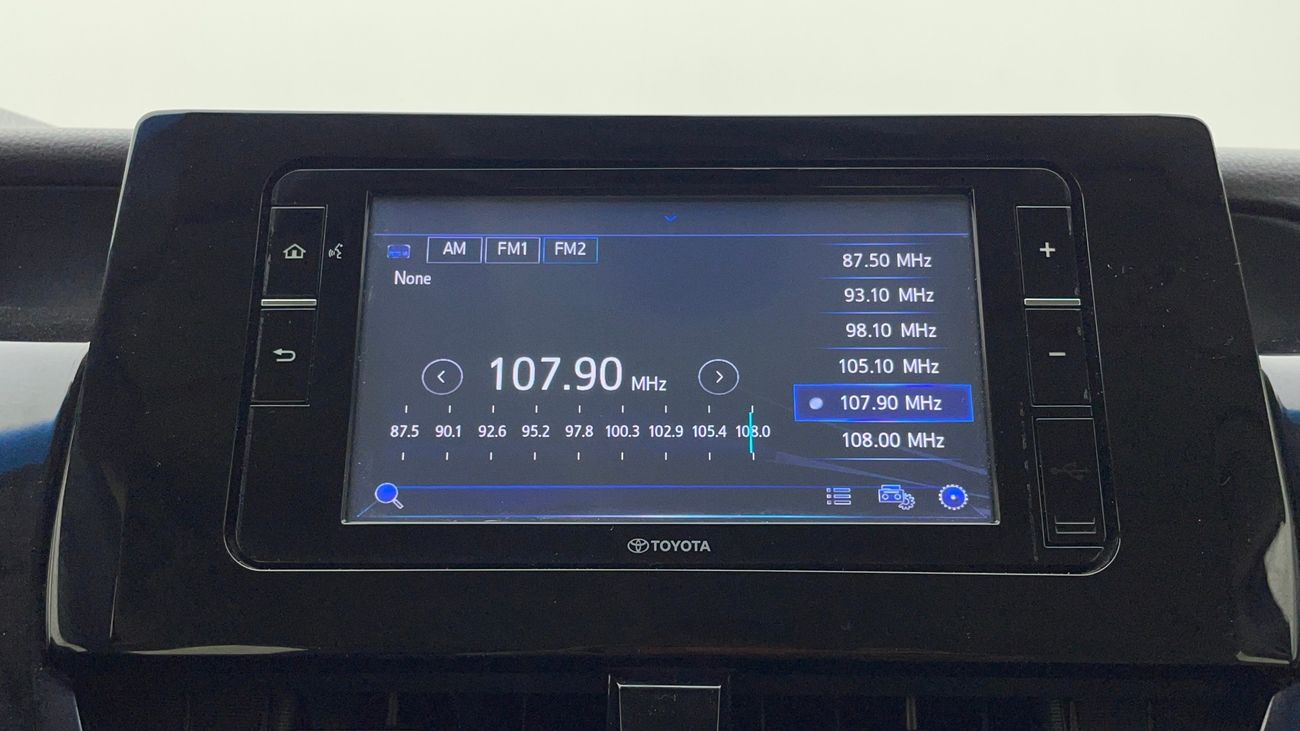 AM FM1 FM2
None
107.90 MHz
87.5 90.1 92.6 95.2 97.8 100.3 102.9 105.4 108.0
87.50 MHz
93.10 MHz
98.10 MHz
105.10 MHz
107.90 MHz
108.00 MHz
+
−
TOYOTA